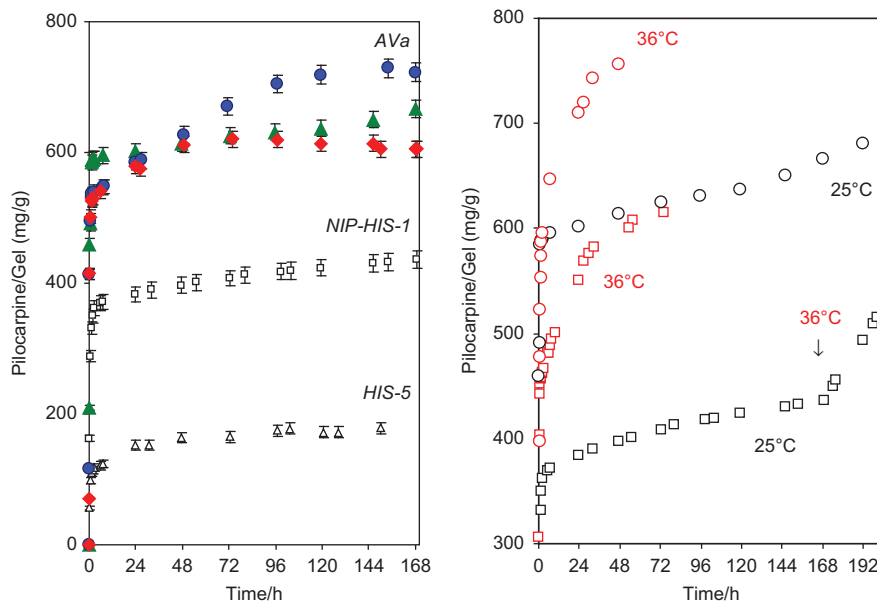 800
600
400
200
0
Pilocarpine/Gel (mg/g)
AVa
NIP-HIS-1
HIS-5
0 24 48 72 96 120 144 168
Time/h
800
700
600
500
400
300
Pilocarpine/Gel (mg/g)
36°C
25°C
36°C
36°C
↓
25°C
0 24 48 72 96 120 144 168 192
Time/h